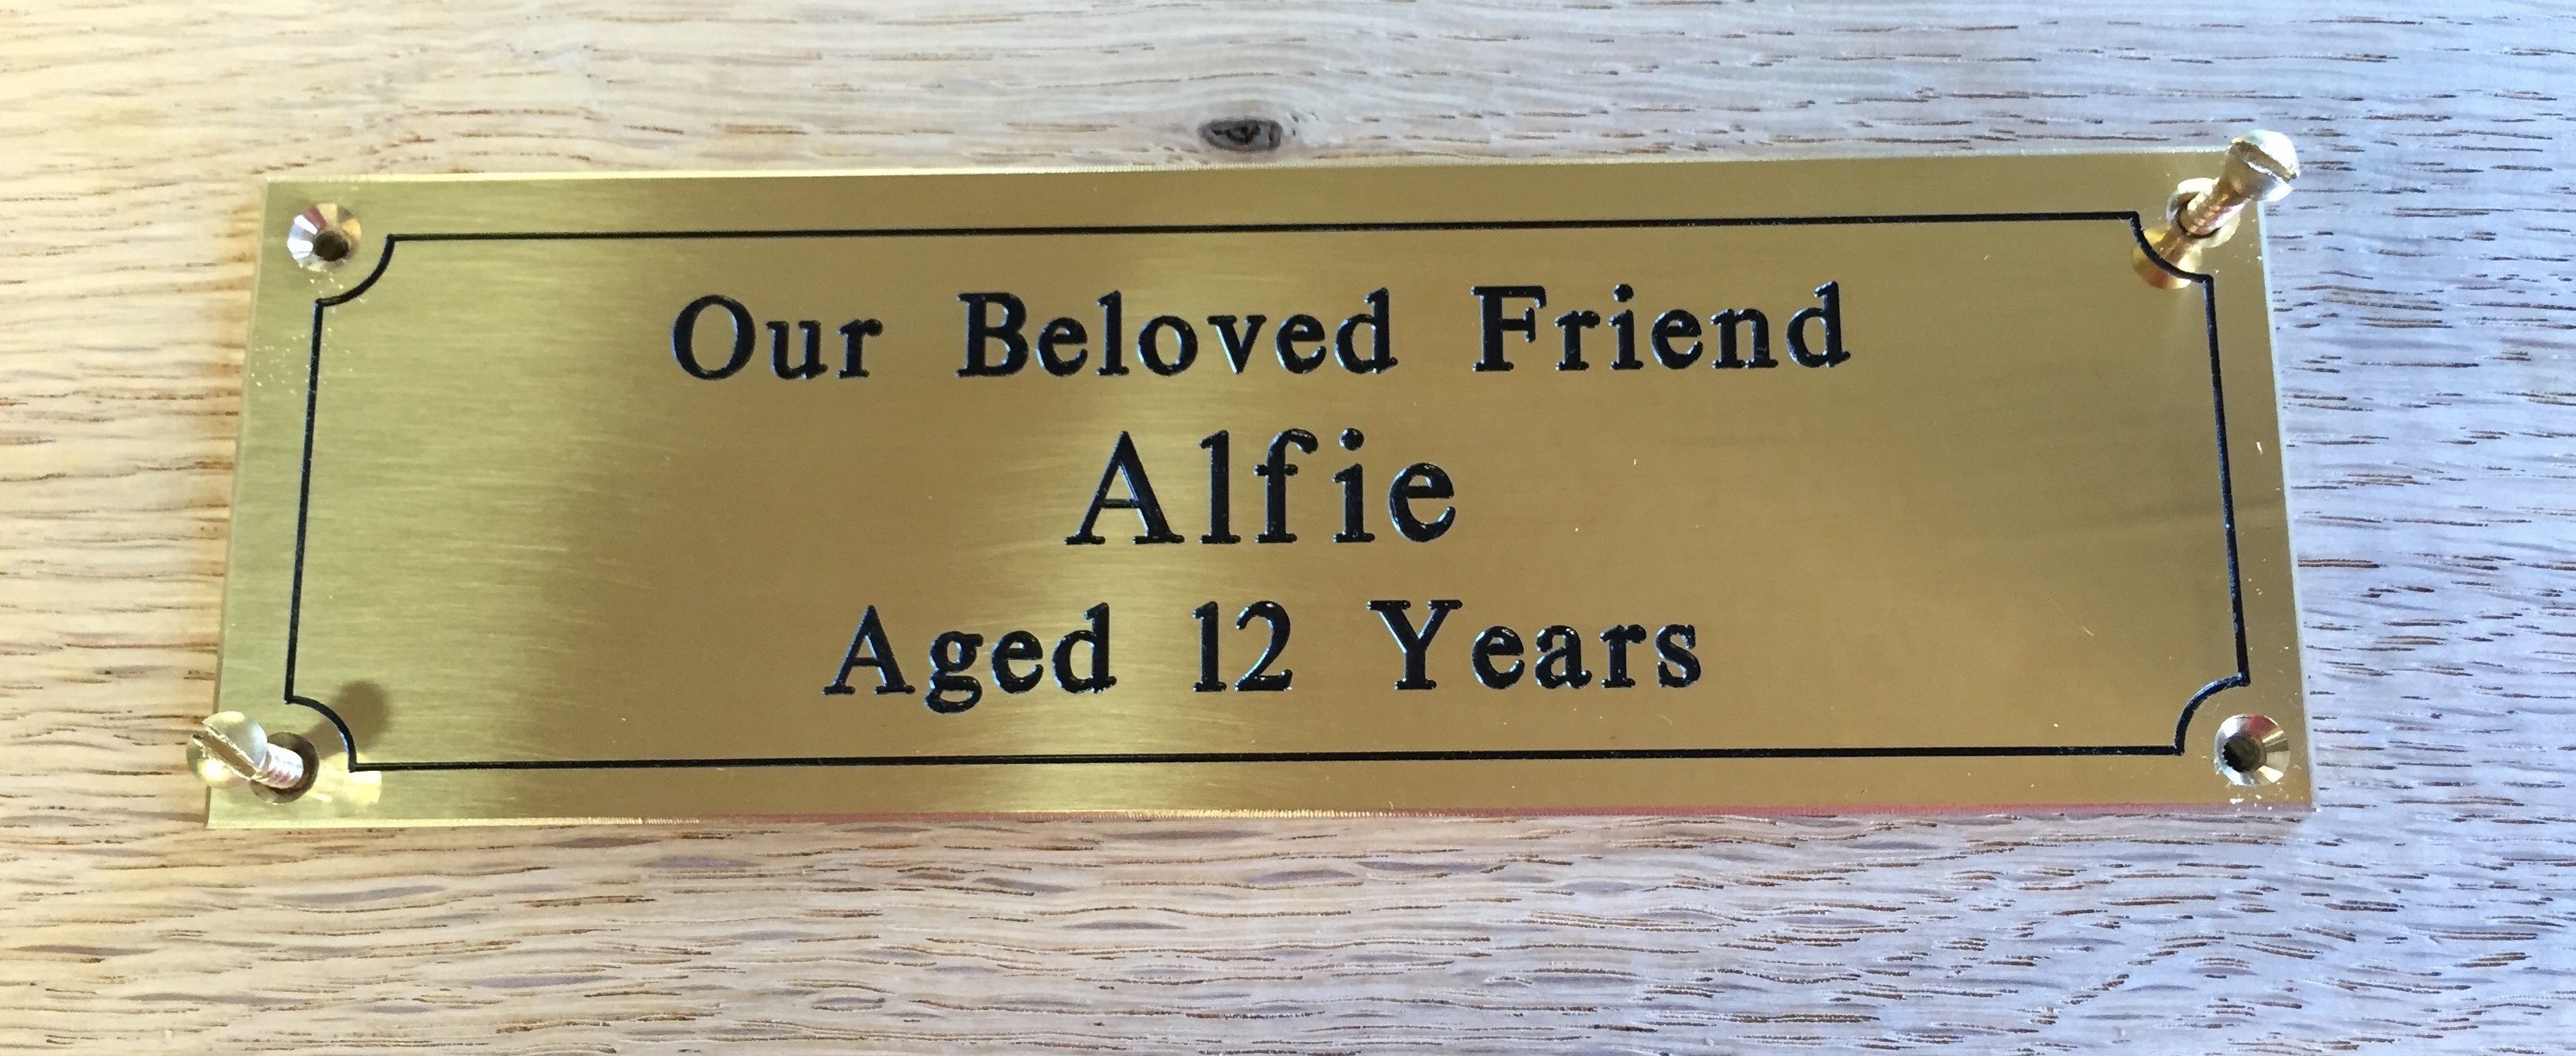 Our Beloved Friend
Alfie
Aged 12 Years